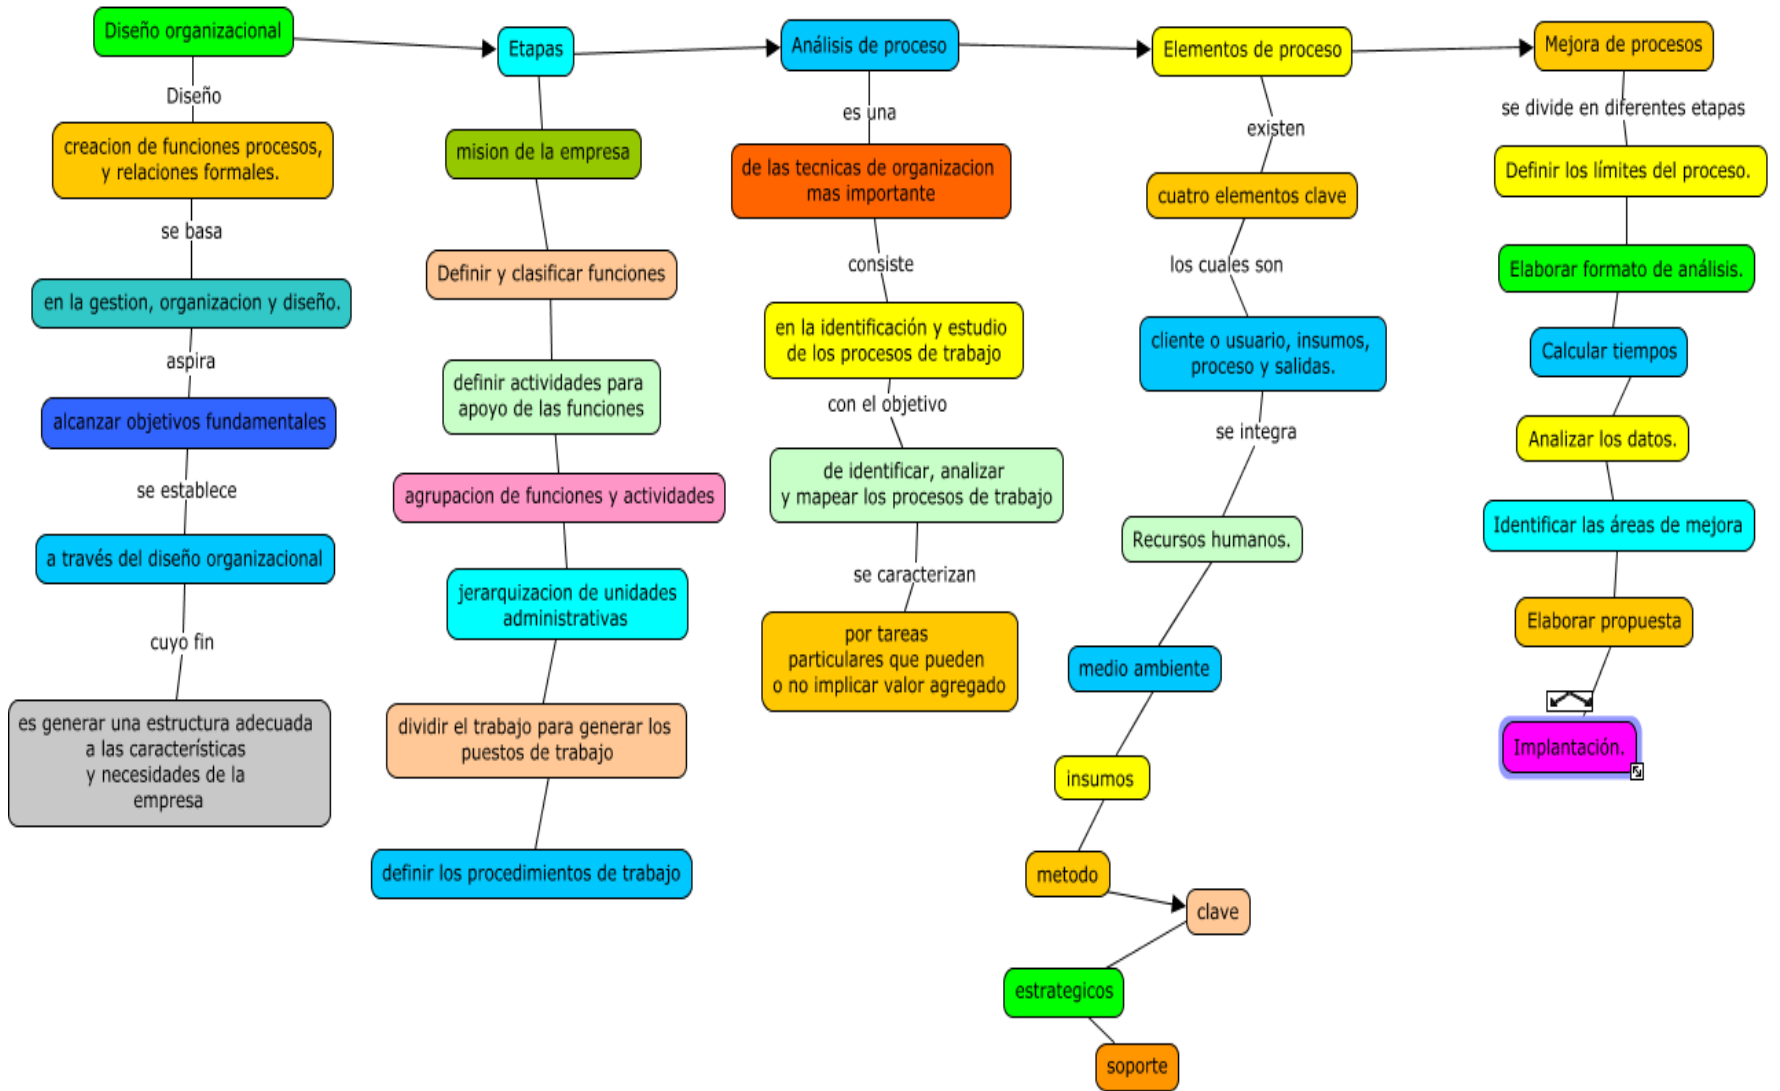 Diseño organizacional
Diseño
creacion de funciones procesos,
y relaciones formales.
se basa
en la gestion, organizacion y diseño.
aspira
alcanzar objetivos fundamentales
se establece
a través del diseño organizacional
cuyo fin
es generar una estructura adecuada
a las características
y necesidades de la
empresa
Etapas
mision de la empresa
Definir y clasificar funciones
definir actividades para
apoyo de las funciones
agrupacion de funciones y actividades
jerarquizacion de unidades
administrativas
dividir el trabajo para generar los
puestos de trabajo
definir los procedimientos de trabajo
Análisis de proceso
es una
de las tecnicas de organizacion
mas importante
consiste
en la identificación y estudio
de los procesos de trabajo
con el objetivo
de identificar, analizar
y mapear los procesos de trabajo
se caracterizan
por tareas
particulares que pueden
o no implicar valor agregado
Elementos de proceso
existen
cuatro elementos clave
los cuales son
cliente o usuario, insumos,
proceso y salidas.
se integra
Recursos humanos.
medio ambiente
insumos
metodo
clave
estrategicos
soporte
Mejora de procesos
se divide en diferentes etapas
Definir los límites del proceso.
Elaborar formato de análisis.
Calcular tiempos
Analizar los datos.
Identificar las áreas de mejora
Elaborar propuesta
Implantación.